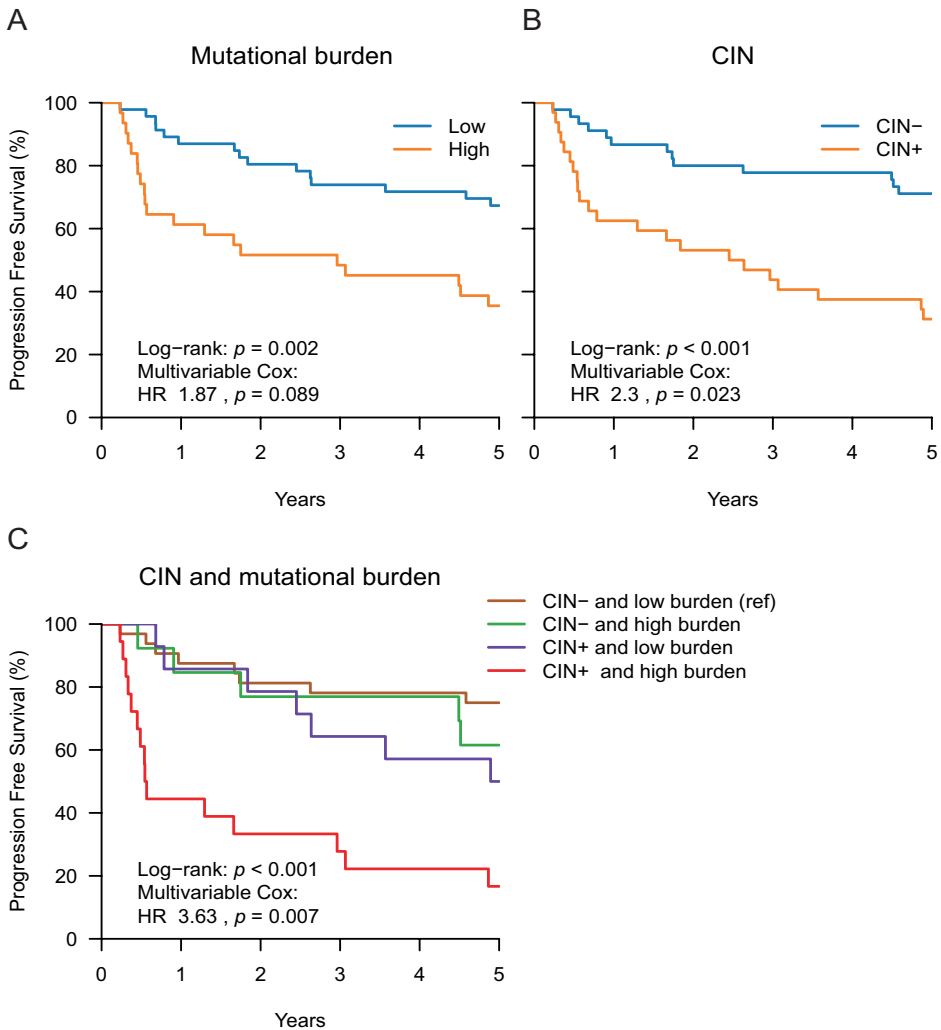 A
Mutational burden
Progression Free Survival (%)
100
80
60
40
20
0
Low
High
Log−rank: p = 0.002
Multivariable Cox:
HR 1.87 , p = 0.089
0 1 2 3 4 5
Years
B
CIN
100
80
60
40
20
0
CIN−
CIN+
Log−rank: p < 0.001
Multivariable Cox:
HR 2.3 , p = 0.023
0 1 2 3 4 5
Years
C
CIN and mutational burden
Progression Free Survival (%)
100
80
60
40
20
0
CIN− and low burden (ref)
CIN− and high burden
CIN+ and low burden
CIN+ and high burden
Log−rank: p < 0.001
Multivariable Cox:
HR 3.63 , p = 0.007
0 1 2 3 4 5
Years